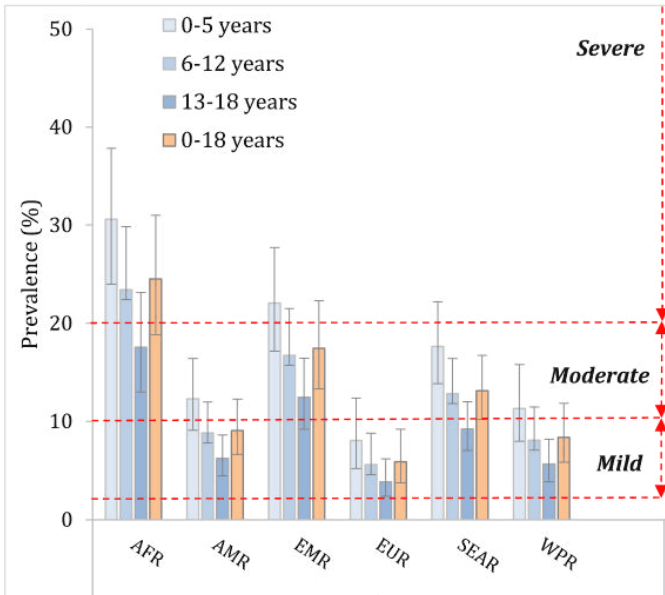 50
40
30
20
10
0
Prevalence (%)
0-5 years
6-12 years
13-18 years
0-18 years
Severe
Moderate
Mild
AFR
AMR
EMR
EUR
SEAR
WPR